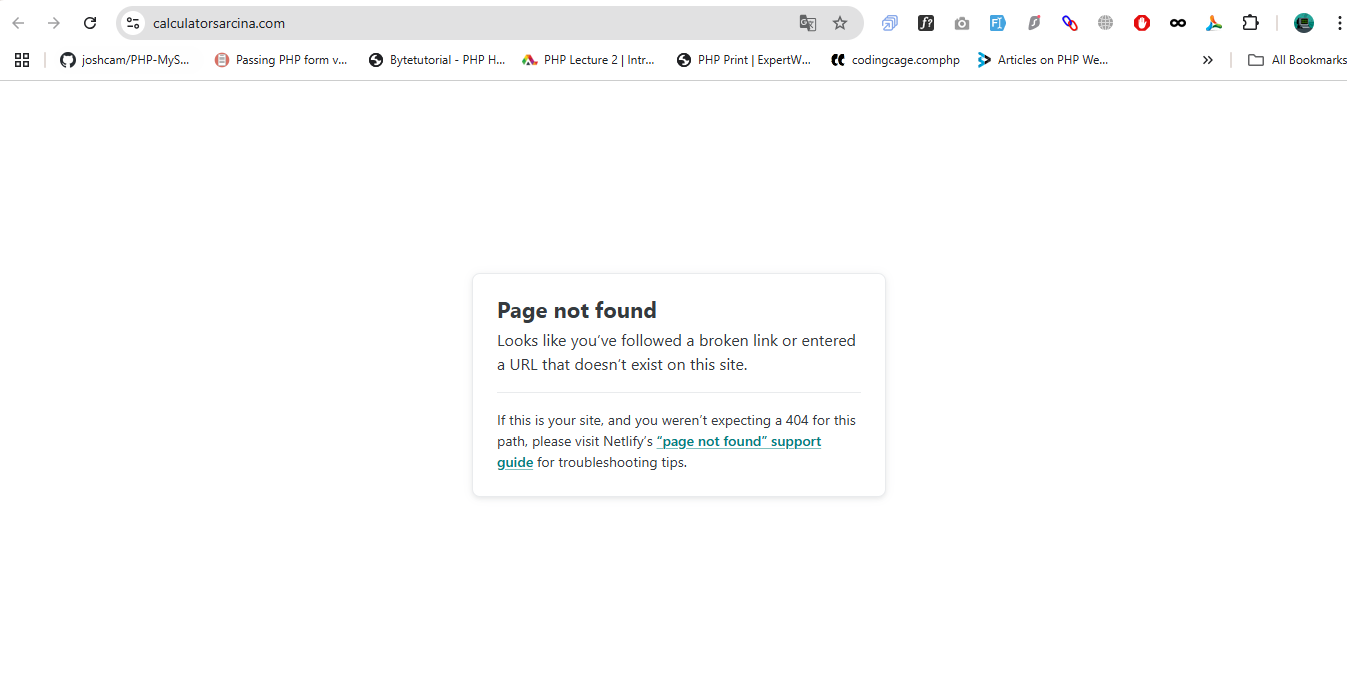 calculatorsarcina.com
joshcam/PHP-MyS...
Passing PHP form v...
Bytetutorial - PHP H...
PHP Lecture 2 | Intr...
PHP Print | ExpertW...
codingcage.comphp
Articles on PHP We...
»
All Bookmarks
Page not found
Looks like you’ve followed a broken link or entered
a URL that doesn’t exist on this site.
If this is your site, and you weren’t expecting a 404 for this
path, please visit Netlify’s “page not found” support
guide for troubleshooting tips.